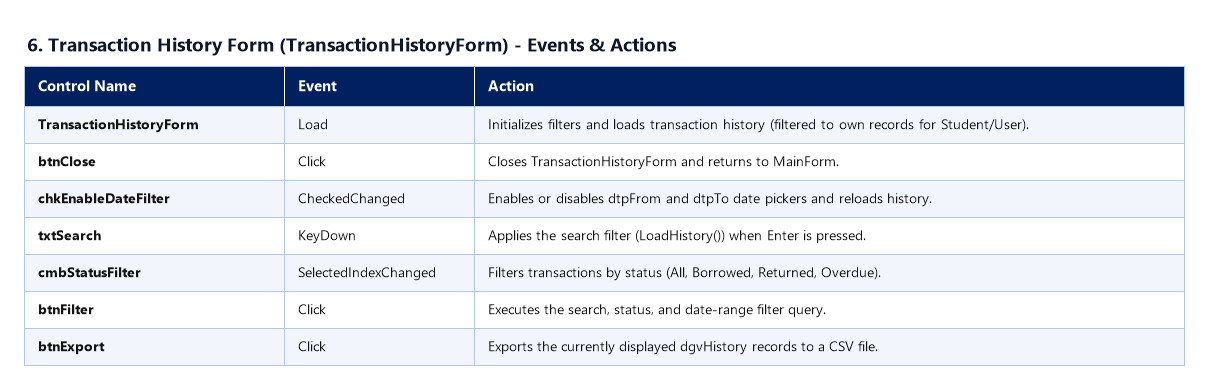 6. Transaction History Form (TransactionHistoryForm) - Events & Actions
Control Name Event Action
TransactionHistoryForm Load Initializes filters and loads transaction history (filtered to own records for Student/User).
btnClose Click Closes TransactionHistoryForm and returns to MainForm.
chkEnableDateFilter CheckedChanged Enables or disables dtpFrom and dtpTo date pickers and reloads history.
txtSearch KeyDown Applies the search filter (LoadHistory()) when Enter is pressed.
cmbStatusFilter SelectedIndexChanged Filters transactions by status (All, Borrowed, Returned, Overdue).
btnFilter Click Executes the search, status, and date-range filter query.
btnExport Click Exports the currently displayed dgvHistory records to a CSV file.